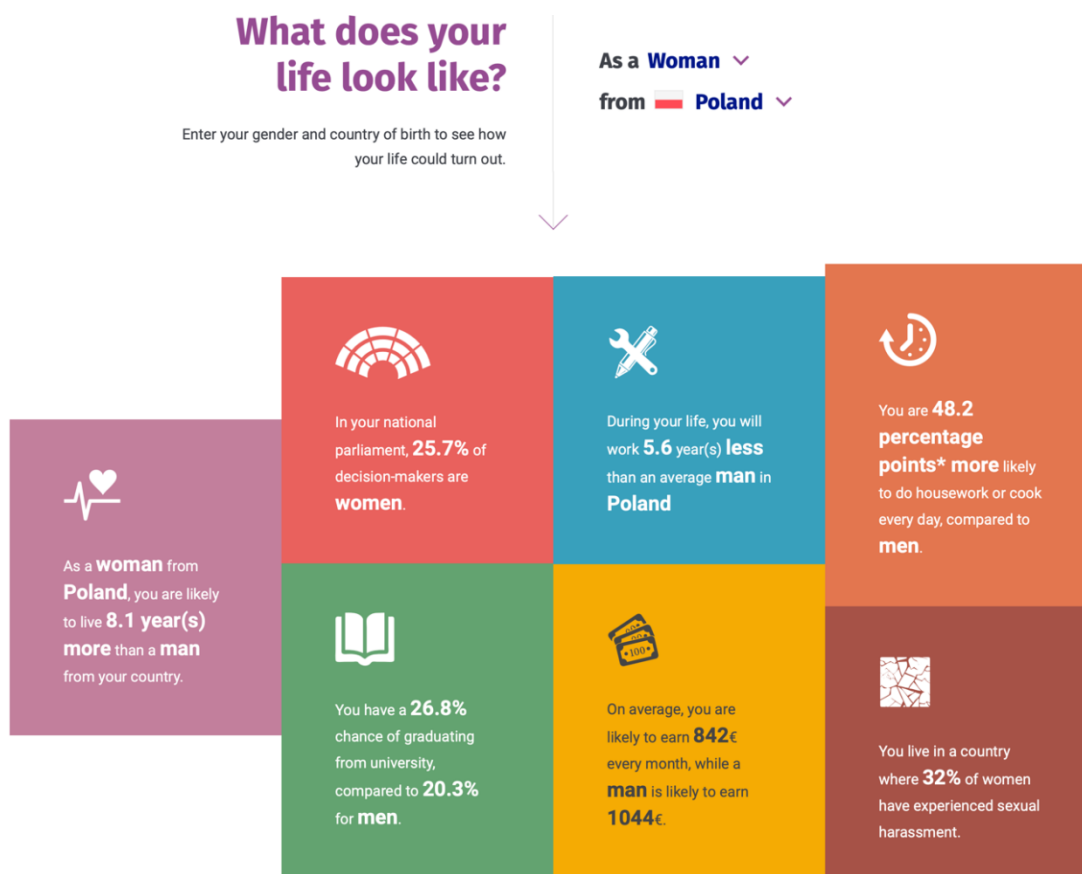 What does your
life look like?
Enter your gender and country of birth to see how
your life could turn out.
As a Woman
from Poland
As a woman from
Poland, you are likely
to live 8.1 year(s)
more than a man
from your country.
In your national
parliament, 25.7% of
decision-makers are
women.
During your life, you will
work 5.6 year(s) less
than an average man in
Poland
You are 48.2
percentage
points* more likely
to do housework or cook
every day, compared to
men.
You have a 26.8%
chance of graduating
from university,
compared to 20.3%
for men.
100
On average, you are
likely to earn 842€
every month, while a
man is likely to earn
1044€.
You live in a country
where 32% of women
have experienced sexual
harassment.